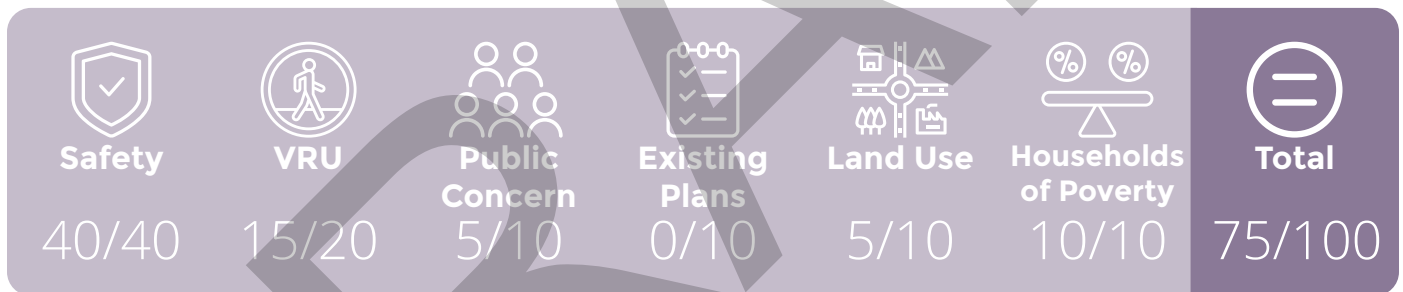 Safety
VRU
Public
Concern
Existing
Plans
Land Use
Households
of Poverty
Total
40/40
15/20
5/10
0/10
5/10
10/10
75/100